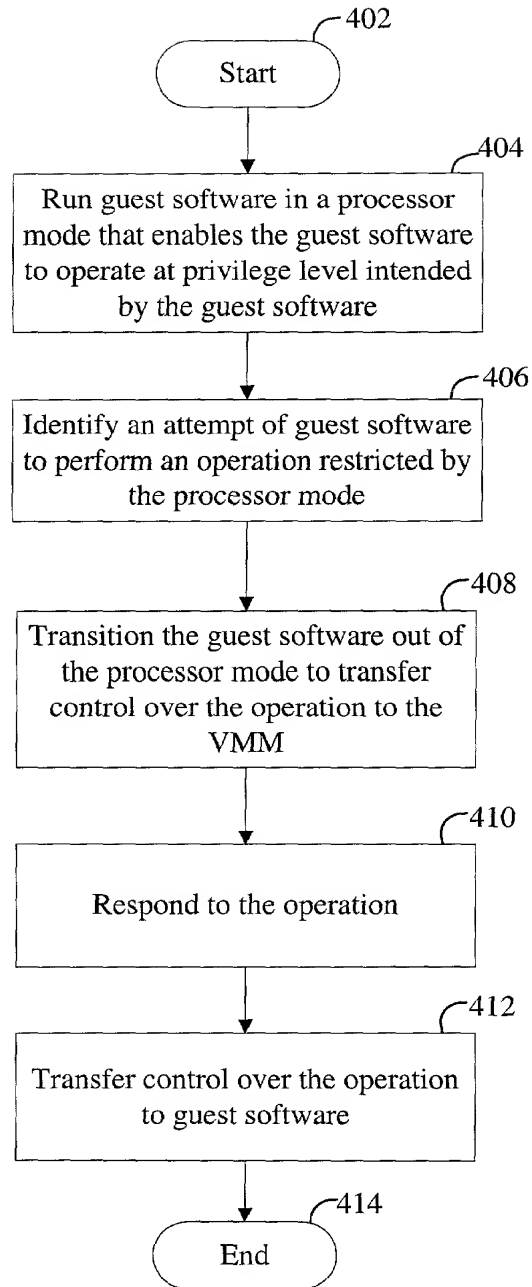 402
Start
404
Run guest software in a processor
mode that enables the guest software
to operate at privilege level intended
by the guest software
406
Identify an attempt of guest software
to perform an operation restricted by
the processor mode
408
Transition the guest software out of
the processor mode to transfer
control over the operation to the
VMM
410
Respond to the operation
412
Transfer control over the operation
to guest software
414
End